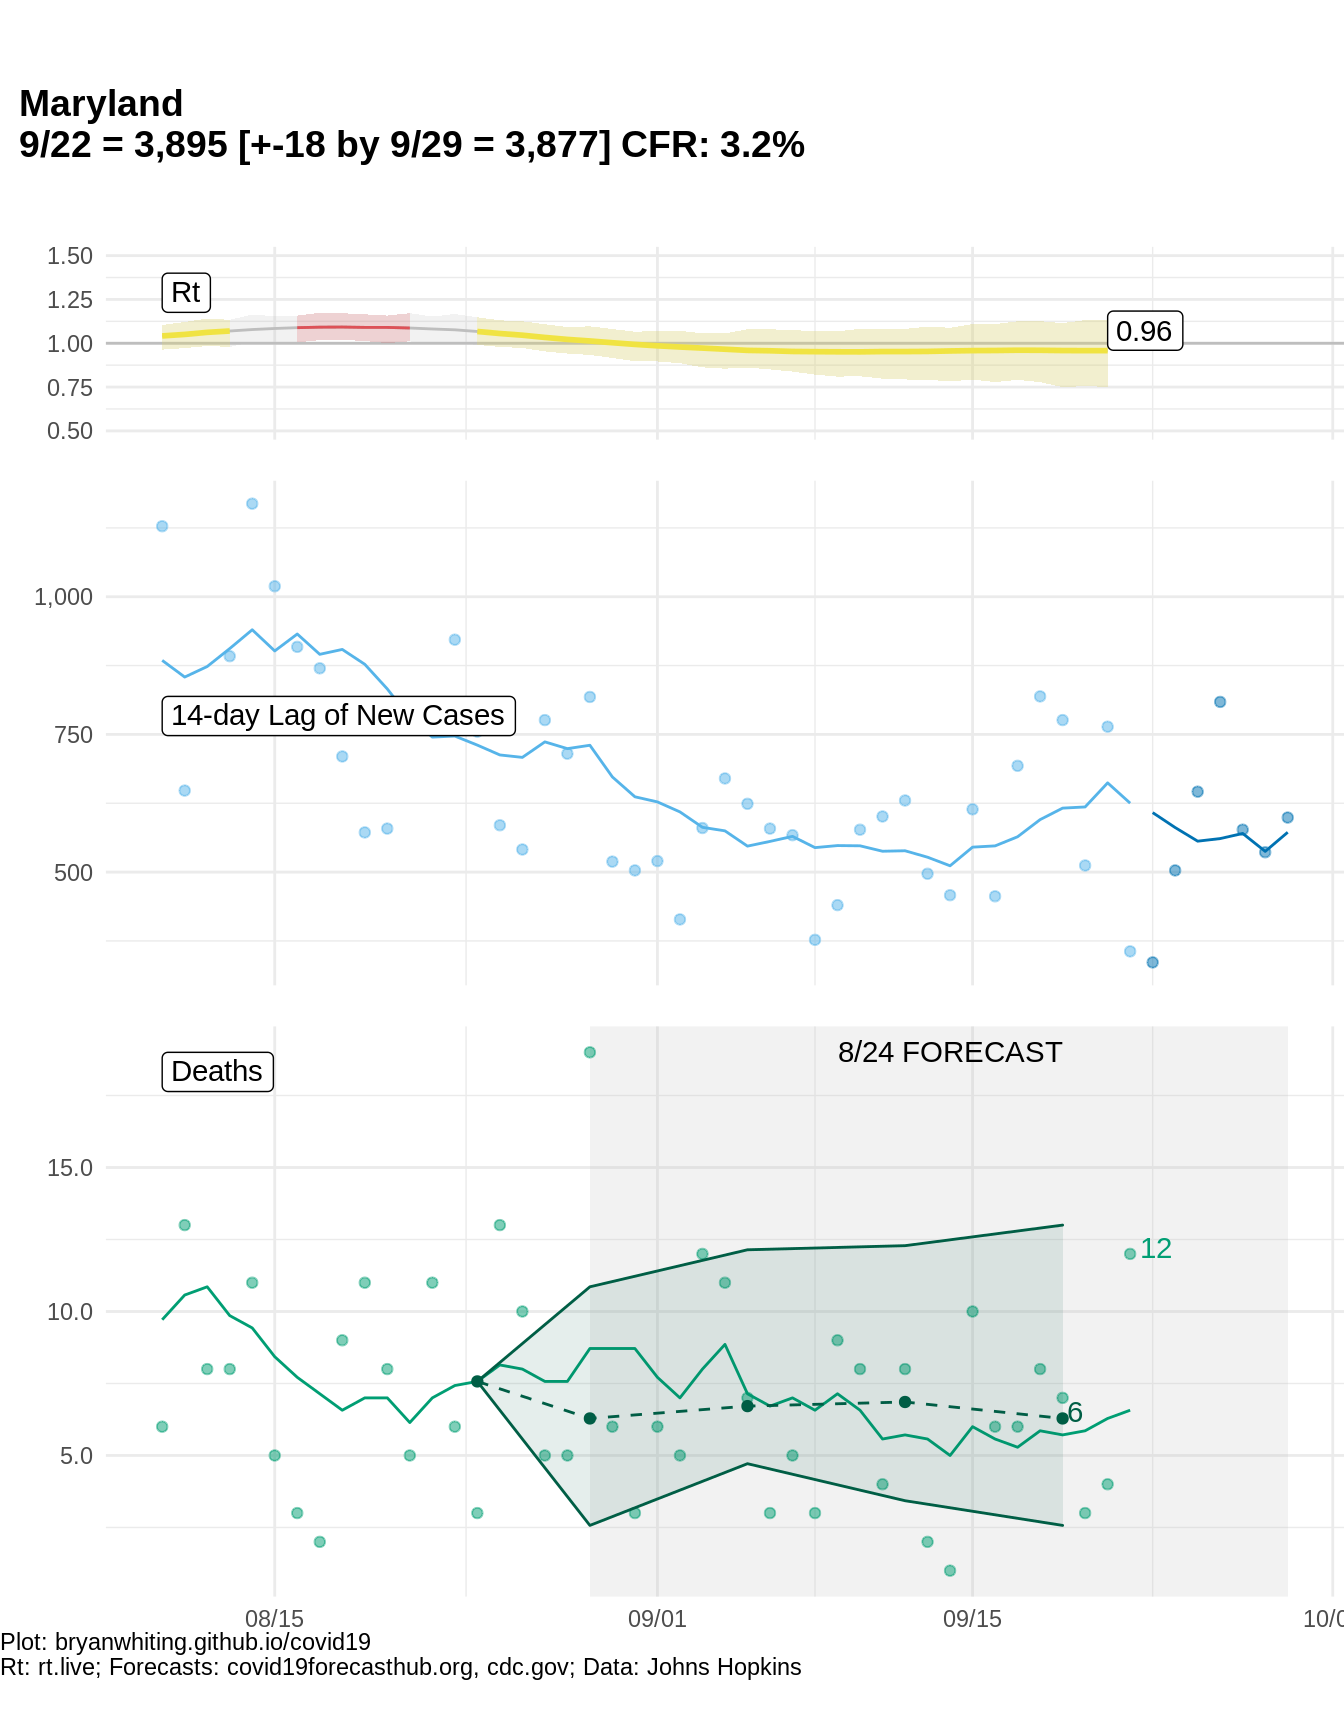 Maryland
9/22 = 3,895 [+-18 by 9/29 = 3,877] CFR: 3.2%
1.50
Rt
1.25
0.96
1.00
0.75
0.50
1,000
14-day Lag of New Cases
750
500
8/24 FORECAST
Deaths
15.0
12
10.0
6
5.0
08/15 09/01 09/15 10/0
Plot: bryanwhiting.github.io/covid19
Rt: rt.live; Forecasts: covid19forecasthub.org, cdc.gov; Data: Johns Hopkins